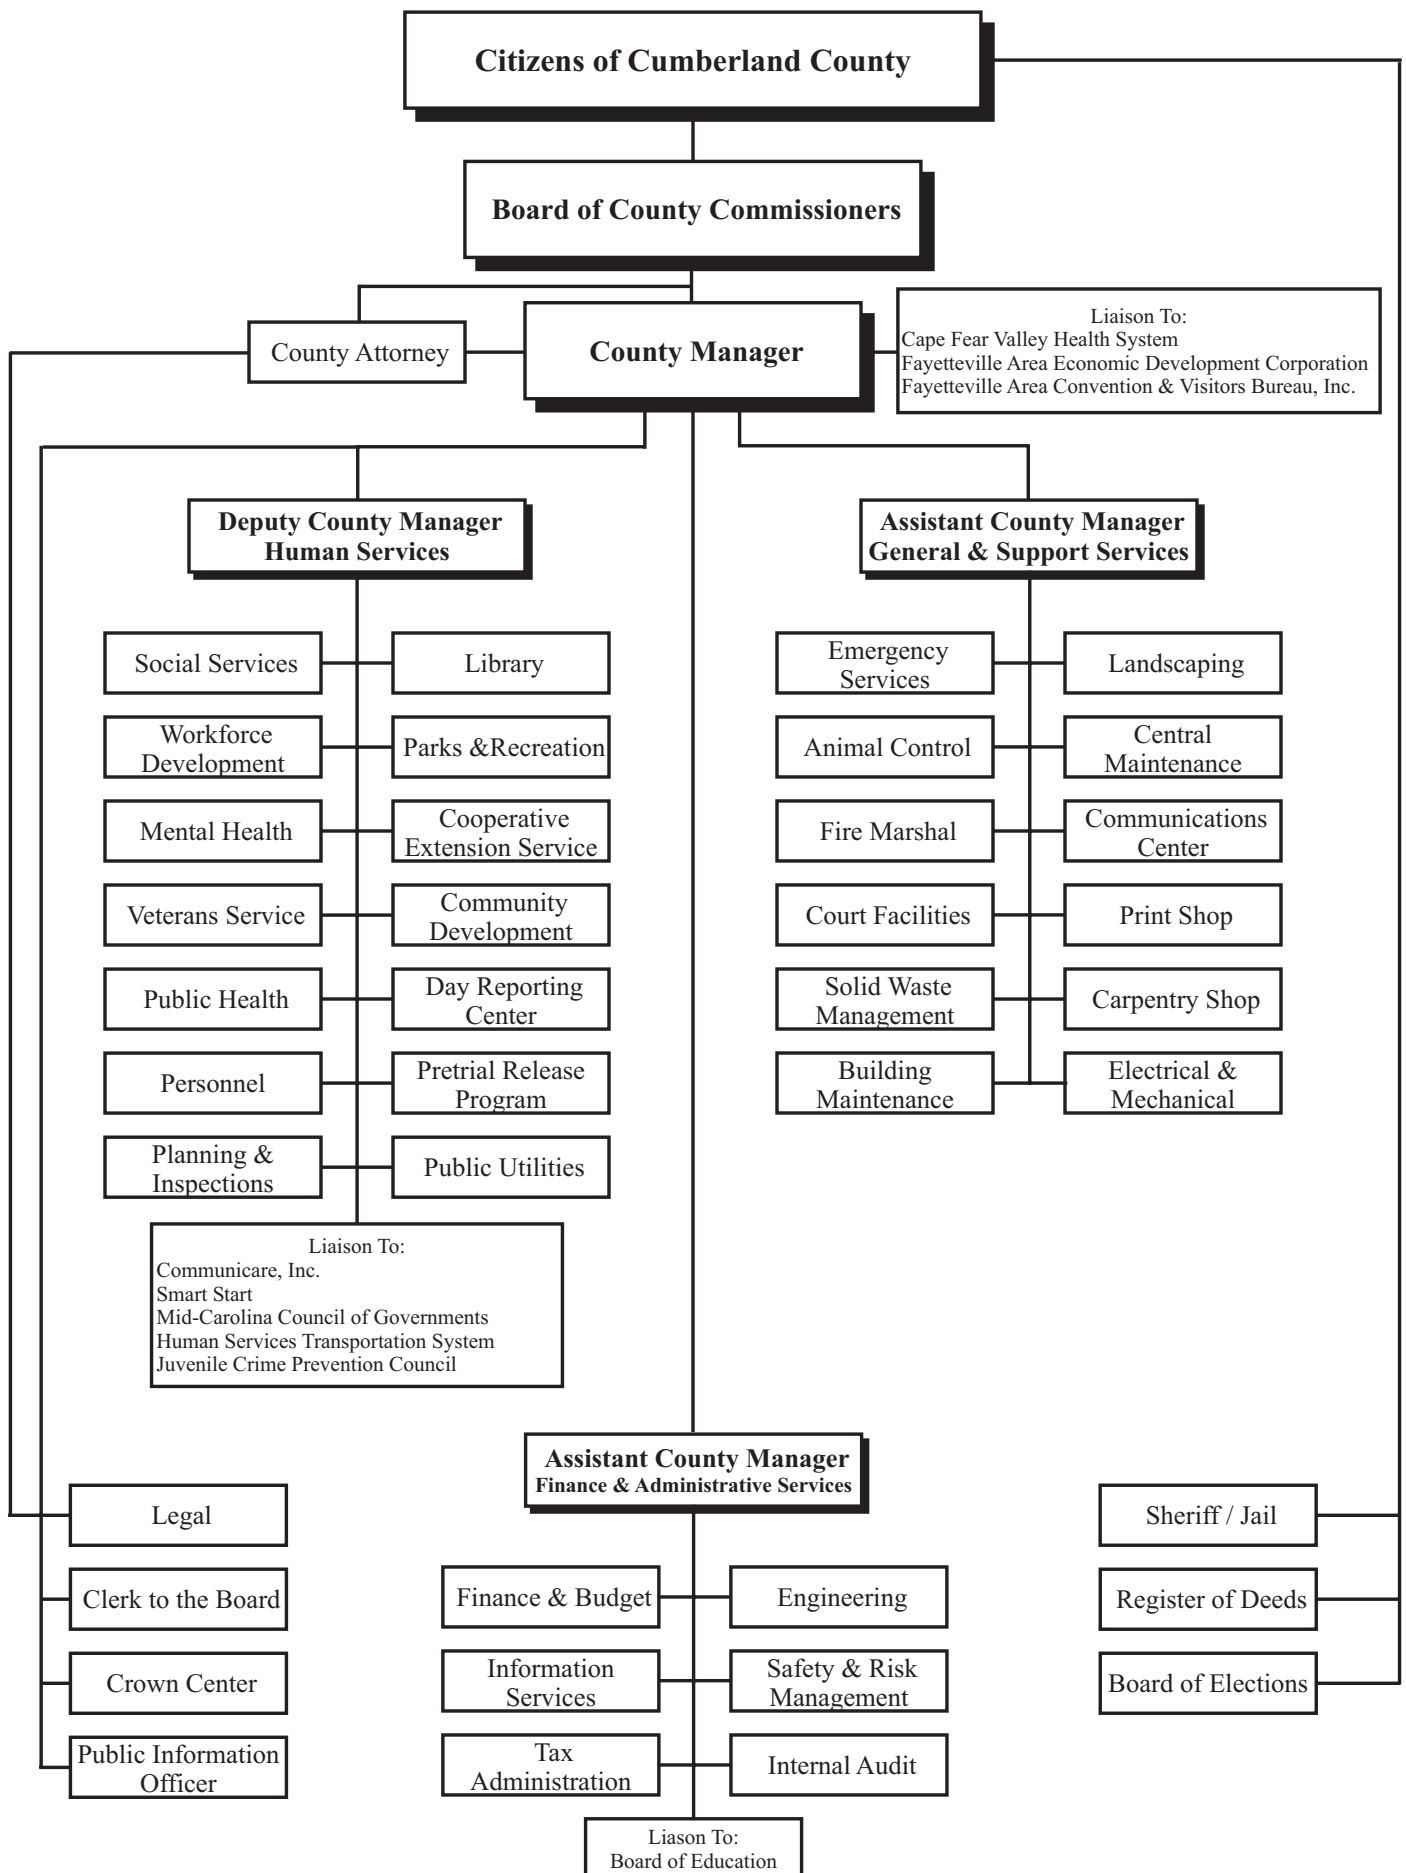 Citizens of Cumberland County
Board of County Commissioners
County Attorney
County Manager
Liaison To:
Cape Fear Valley Health System
Fayetteville Area Economic Development Corporation
Fayetteville Area Convention & Visitors Bureau, Inc.
Deputy County Manager
Human Services
Assistant County Manager
General & Support Services
Social Services
Library
Workforce
Development
Parks &Recreation
Mental Health
Cooperative
Extension Service
Veterans Service
Community
Development
Public Health
Day Reporting
Center
Personnel
Pretrial Release
Program
Planning &
Inspections
Public Utilities
Liaison To:
Communicare, Inc.
Smart Start
Mid-Carolina Council of Governments
Human Services Transportation System
Juvenile Crime Prevention Council
Emergency
Services
Landscaping
Animal Control
Central
Maintenance
Fire Marshal
Communications
Center
Court Facilities
Print Shop
Solid Waste
Management
Carpentry Shop
Building
Maintenance
Electrical &
Mechanical
Assistant County Manager
Finance & Administrative Services
Legal
Clerk to the Board
Crown Center
Public Information
Officer
Finance & Budget
Engineering
Information
Services
Safety & Risk
Management
Tax
Administration
Internal Audit
Liason To:
Board of Education
Sheriff / Jail
Register of Deeds
Board of Elections